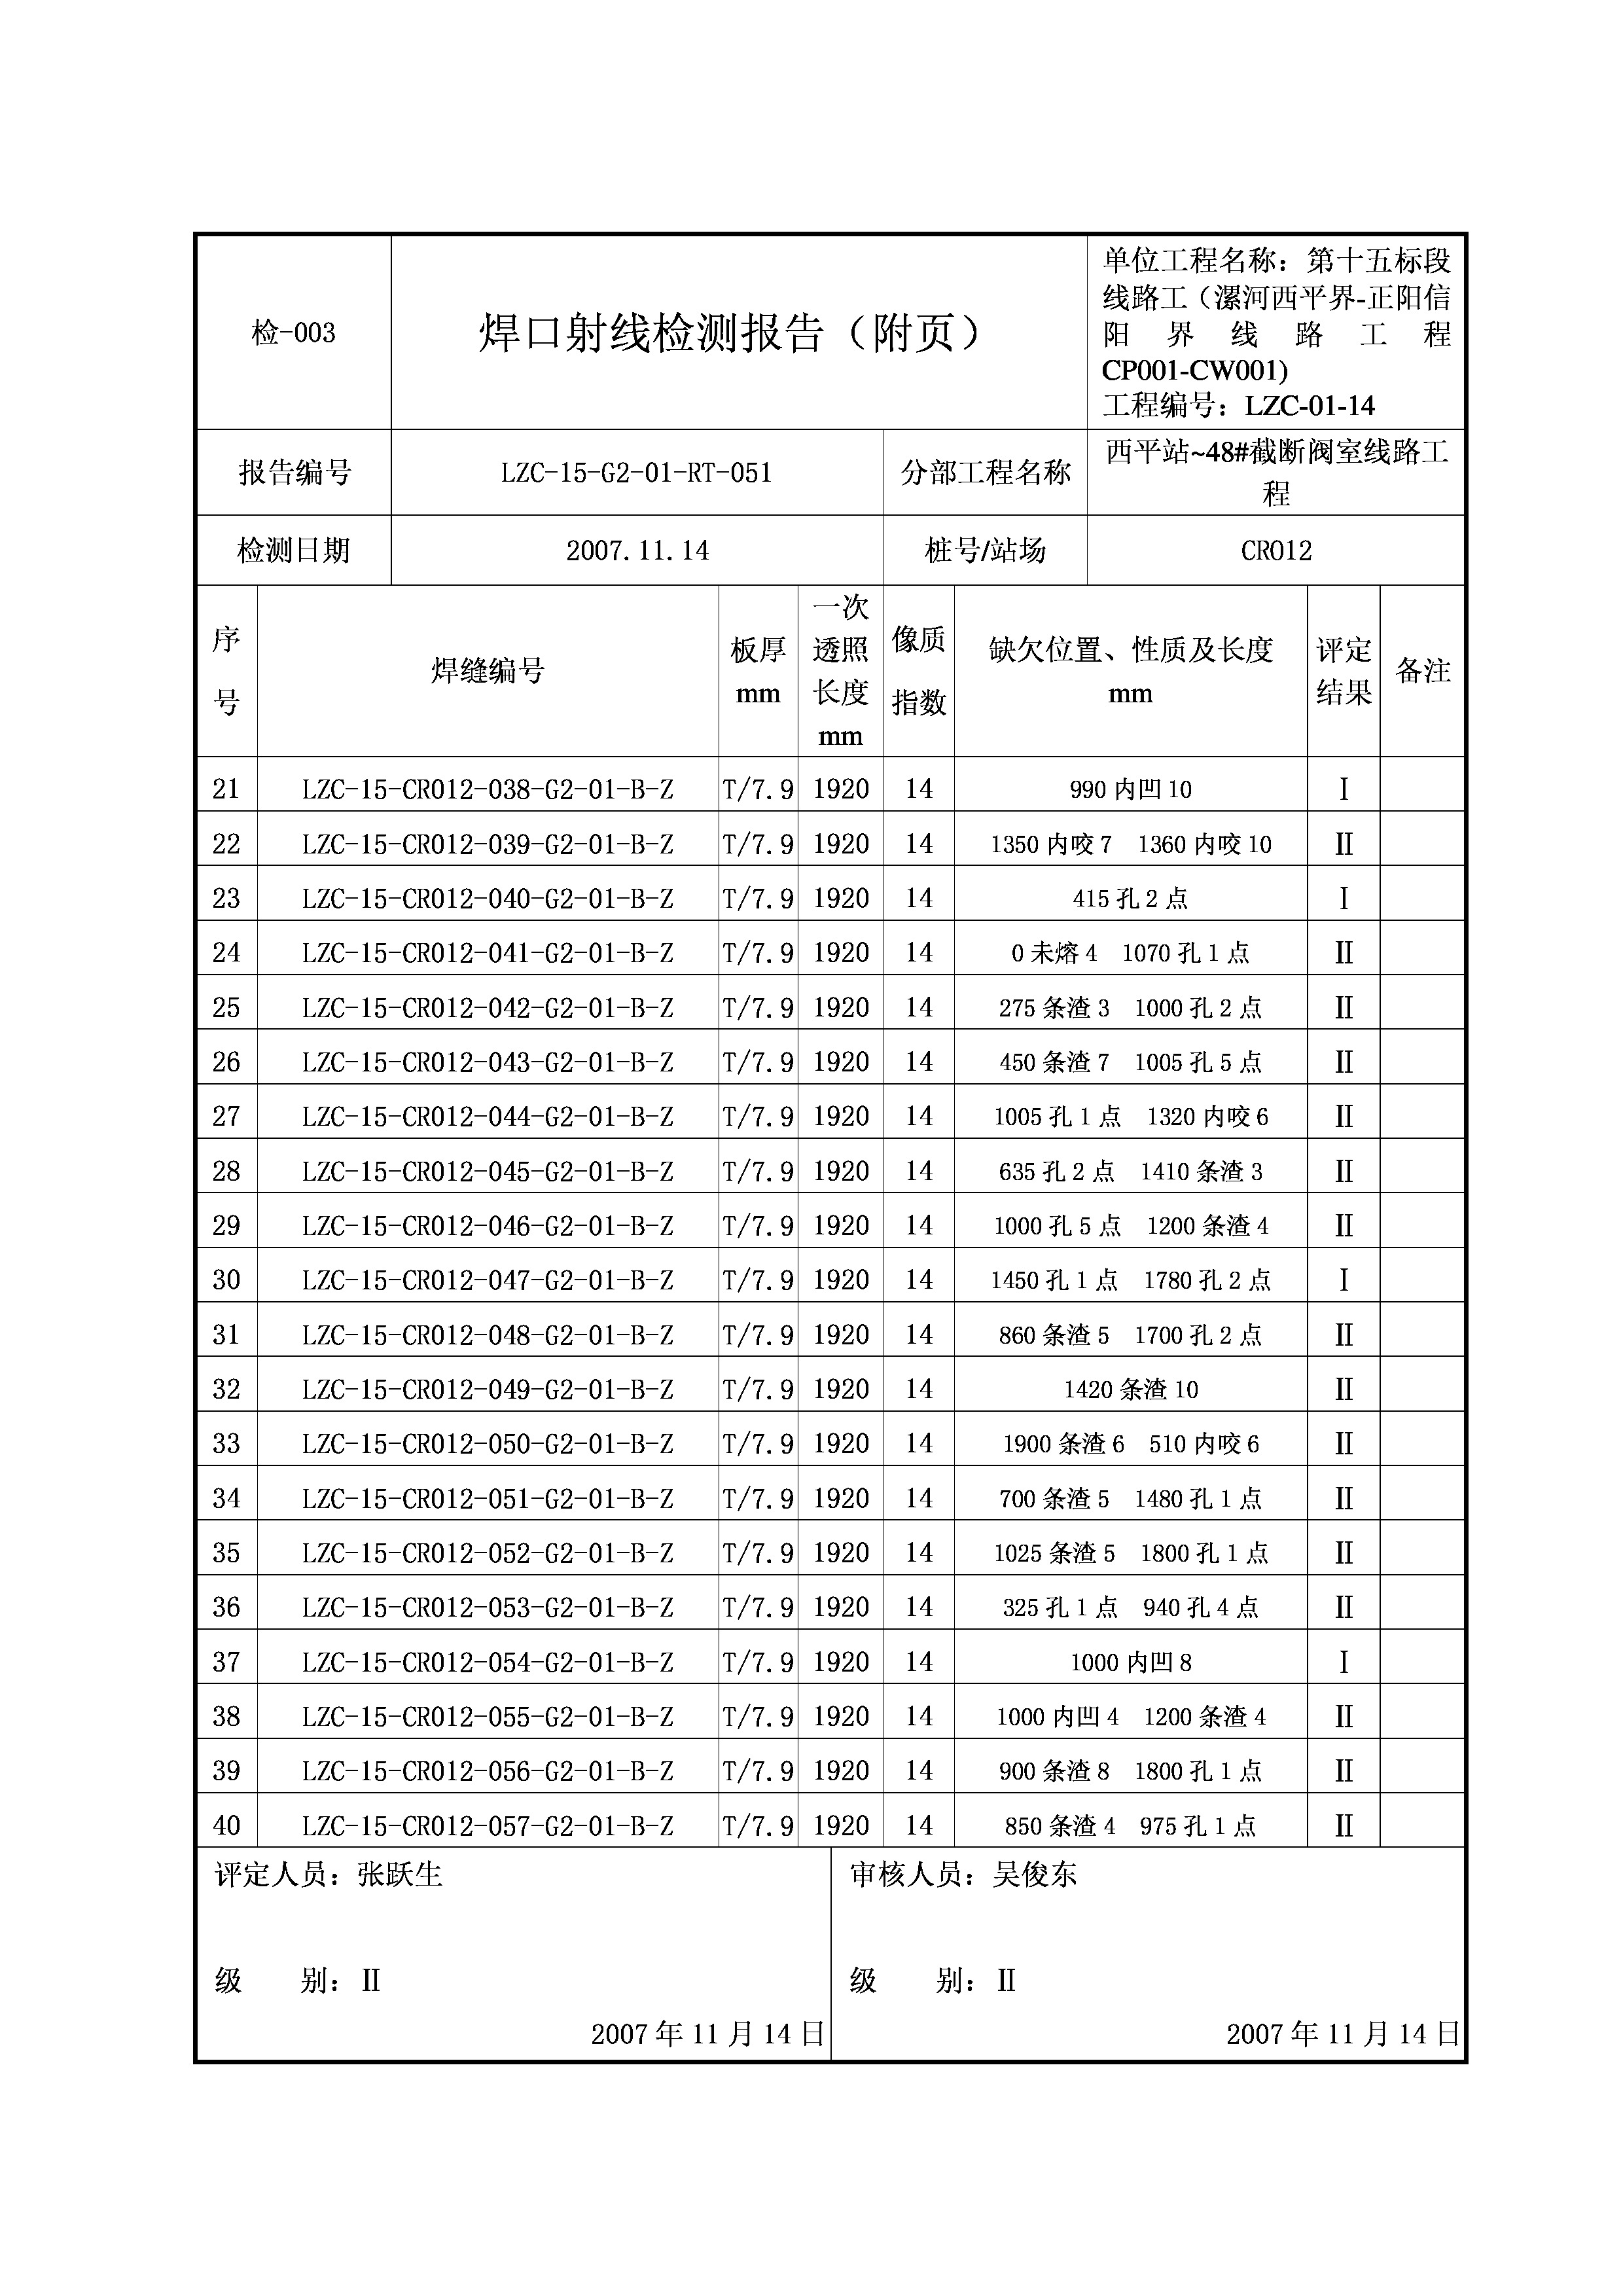 检-003
焊口射线检测报告（附页）
单位工程名称：第十五标段
线路工（漯河西平界-正阳信
阳界线路工程
CP001-CW001)
工程编号：LZC-01-14
报告编号 LZC-15-G2-01-RT-051 分部工程名称 西平站~48#截断阀室线路工
程
检测日期 2007.11.14 桩号/站场 CR012
序号 焊缝编号 板厚mm 一次透照长度mm 像质指数 缺欠位置、性质及长度mm 评定结果 备注
21 LZC-15-CR012-038-G2-01-B-Z T/7.9 1920 14 990 内凹 10 Ⅰ
22 LZC-15-CR012-039-G2-01-B-Z T/7.9 1920 14 1350 内咬 7 1360 内咬 10 Ⅱ
23 LZC-15-CR012-040-G2-01-B-Z T/7.9 1920 14 415 孔 2 点 Ⅰ
24 LZC-15-CR012-041-G2-01-B-Z T/7.9 1920 14 0 未熔 4 1070 孔 1 点 Ⅱ
25 LZC-15-CR012-042-G2-01-B-Z T/7.9 1920 14 275 条渣 3 1000 孔 2 点 Ⅱ
26 LZC-15-CR012-043-G2-01-B-Z T/7.9 1920 14 450 条渣 7 1005 孔 5 点 Ⅱ
27 LZC-15-CR012-044-G2-01-B-Z T/7.9 1920 14 1005 孔 1 点 1320 内咬 6 Ⅱ
28 LZC-15-CR012-045-G2-01-B-Z T/7.9 1920 14 635 孔 2 点 1410 条渣 3 Ⅱ
29 LZC-15-CR012-046-G2-01-B-Z T/7.9 1920 14 1000 孔 5 点 1200 条渣 4 Ⅱ
30 LZC-15-CR012-047-G2-01-B-Z T/7.9 1920 14 1450 孔 1 点 1780 孔 2 点 Ⅰ
31 LZC-15-CR012-048-G2-01-B-Z T/7.9 1920 14 860 条渣 5 1700 孔 2 点 Ⅱ
32 LZC-15-CR012-049-G2-01-B-Z T/7.9 1920 14 1420 条渣 10 Ⅱ
33 LZC-15-CR012-050-G2-01-B-Z T/7.9 1920 14 1900 条渣 6 510 内咬 6 Ⅱ
34 LZC-15-CR012-051-G2-01-B-Z T/7.9 1920 14 700 条渣 5 1480 孔 1 点 Ⅱ
35 LZC-15-CR012-052-G2-01-B-Z T/7.9 1920 14 1025 条渣 5 1800 孔 1 点 Ⅱ
36 LZC-15-CR012-053-G2-01-B-Z T/7.9 1920 14 325 孔 1 点 940 孔 4 点 Ⅱ
37 LZC-15-CR012-054-G2-01-B-Z T/7.9 1920 14 1000 内凹 8 Ⅰ
38 LZC-15-CR012-055-G2-01-B-Z T/7.9 1920 14 1000 内凹 4 1200 条渣 4 Ⅱ
39 LZC-15-CR012-056-G2-01-B-Z T/7.9 1920 14 900 条渣 8 1800 孔 1 点 Ⅱ
40 LZC-15-CR012-057-G2-01-B-Z T/7.9 1920 14 850 条渣 4 975 孔 1 点 Ⅱ
评定人员：张跃生
级 别：Ⅱ
2007 年 11 月 14 日
审核人员：吴俊东
级 别：Ⅱ
2007 年 11 月 14 日